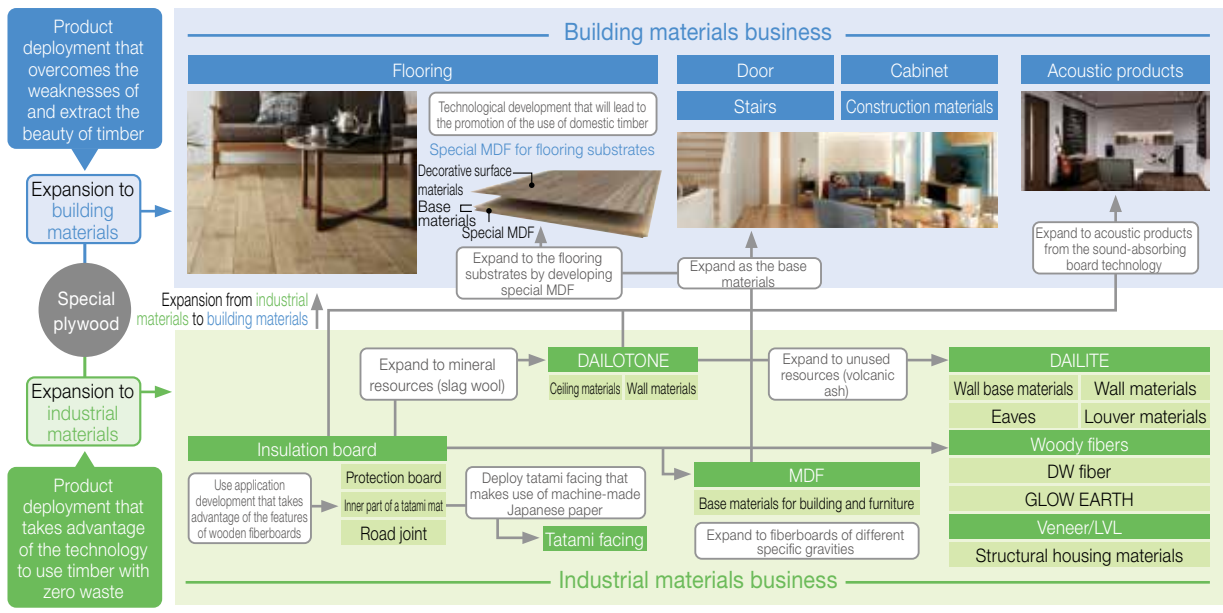 Product
deployment that
overcomes the
weaknesses of
and extract the
beauty of timber
Expansion to
building
materials
Special
plywood
Expansion to
industrial
materials
Product
deployment that
takes advantage
of the technology
to use timber with
zero waste
Building materials business
Flooring
Technological development that will lead to
the promotion of the use of domestic timber
Special MDF for flooring substrates
Decorative surface
materials
Base
materials
Special MDF
Expand to the flooring
substrates by developing
special MDF
Door
Cabinet
Stairs
Construction materials
Expand as the base
materials
Acoustic products
Expand to acoustic products
from the sound-absorbing
board technology
Expansion from industrial
materials to building materials
Expand to mineral
resources (slag wool)
DAILOTONE
Ceiling materials
Wall materials
Expand to unused
resources (volcanic
ash)
DAILITE
Wall base materials
Wall materials
Eaves
Louver materials
Woody fibers
DW fiber
GLOW EARTH
Veneer/LVL
Structural housing materials
Insulation board
Use application
development that takes
advantage of the features
of wooden fiberboards
Protection board
Inner part of a tatami mat
Road joint
Deploy tatami facing that
makes use of machine-made
Japanese paper
Tatami facing
MDF
Base materials for building and furniture
Expand to fiberboards of different
specific gravities
Industrial materials business